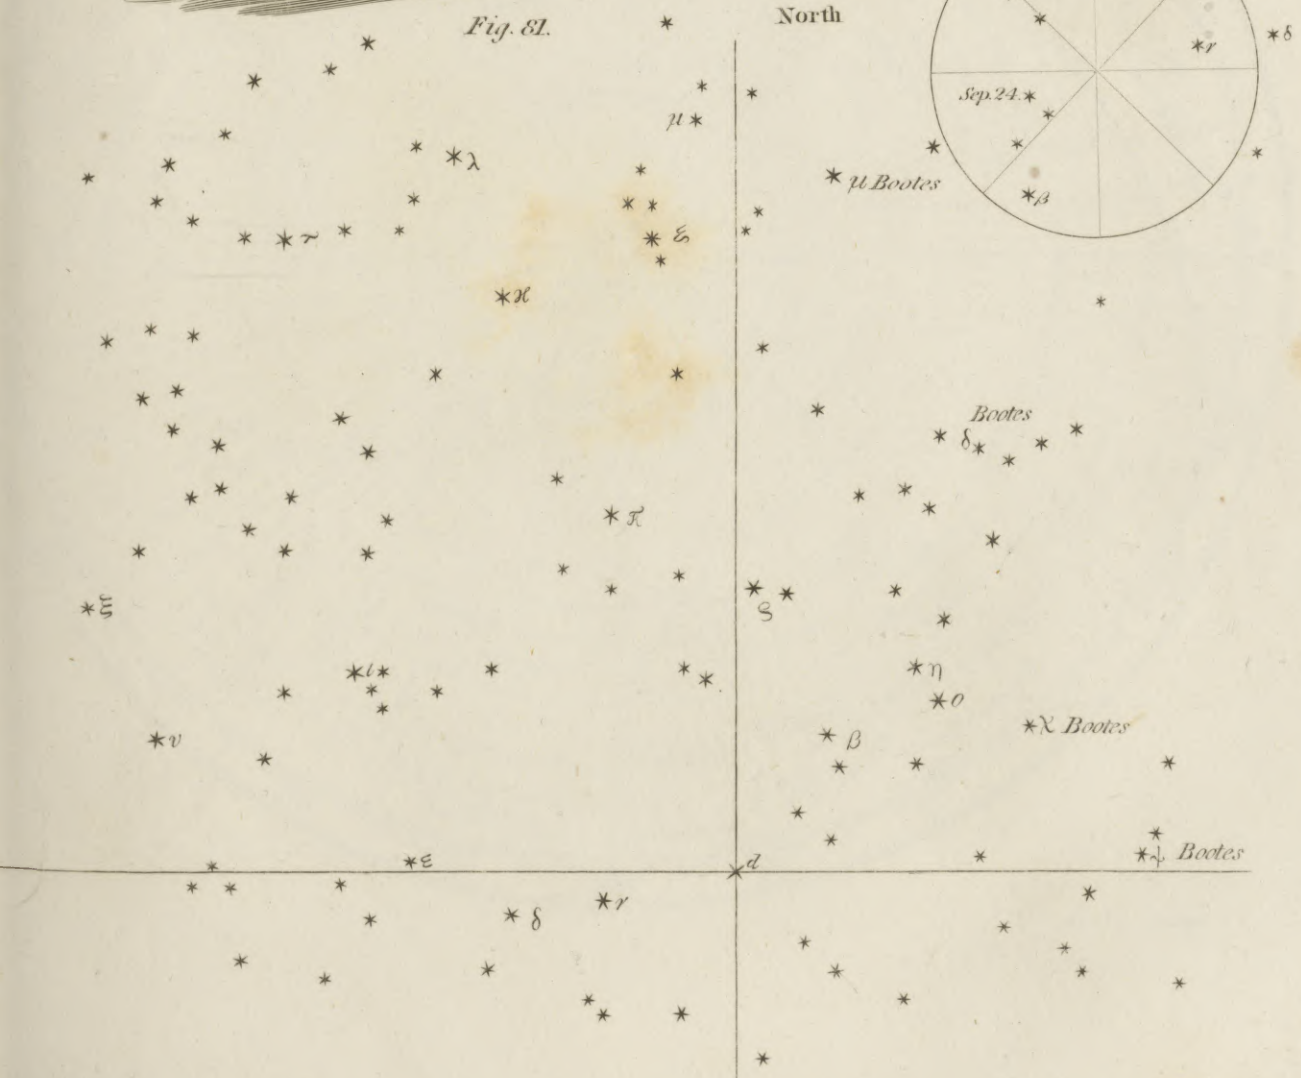 Fig. 81.
North
δ
r
Sep. 24.
μ
λ
μ Bootes
β
τ
ξ
ϰ
Bootes
δ
π
ξ
ς
ι
η
ο
υ
β
χ Bootes
ε
d
ψ Bootes
r
δ